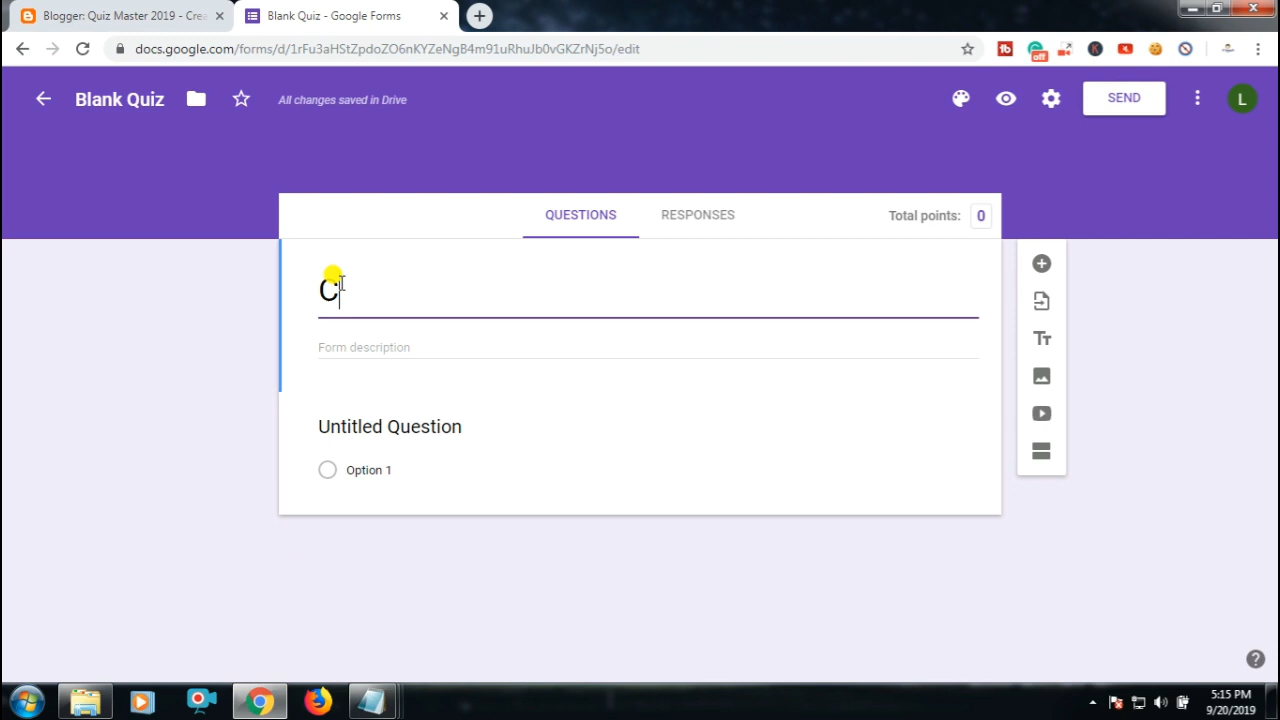 Blogger: Quiz Master 2019 - Crea
Blank Quiz - Google Forms
docs.google.com/forms/d/1rFu3aHStZpdoZO6nKYZeNgB4m91uRhuJb0vGKZrNj5o/edit
off
Blank Quiz
All changes saved in Drive
SEND
L
QUESTIONS
RESPONSES
Total points: 0
C
Form description
Untitled Question
Option 1
5:15 PM
9/20/2019